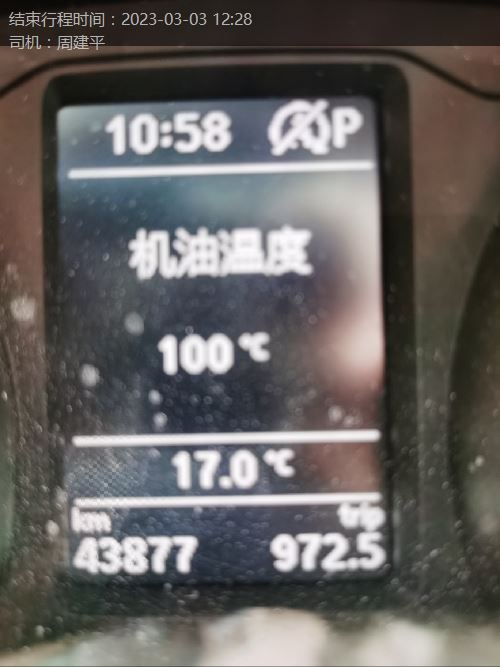 结束行程时间：2023-03-03 12:28
司机：周建平
10:58 P
机油温度
100 ℃
17.0 ℃
km trip
43877 972.5